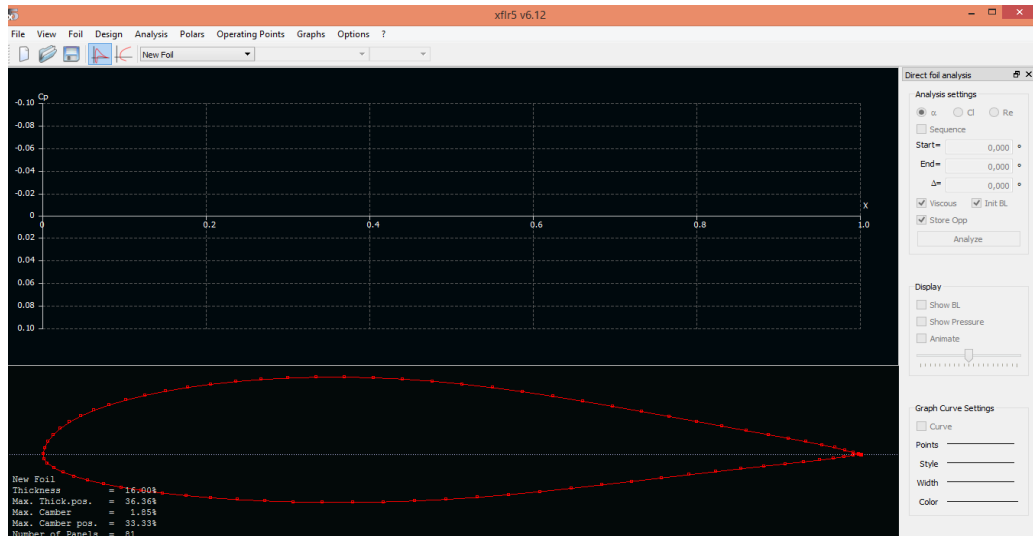 xflr5 v6.12
File View Foil Design Analysis Polars Operating Points Graphs Options ?
New Foil
Direct foil analysis
Cp
-0.10
-0.08
-0.06
-0.04
-0.02
0
X
0 0.2 0.4 0.6 0.8 1.0
0.02
0.04
0.06
0.08
0.10
Analysis settings
α Cl Re
Sequence
Start= 0,000 °
End= 0,000 °
Δ= 0,000 °
Viscous Init BL
Store Opp
Analyze
Display
Show BL
Show Pressure
Animate
Graph Curve Settings
Curve
Points
Style
Width
Color
New Foil
Thickness = 16.00%
Max. Thick.pos. = 36.36%
Max. Camber = 1.85%
Max. Camber pos. = 33.33%
Number of Panels = 81